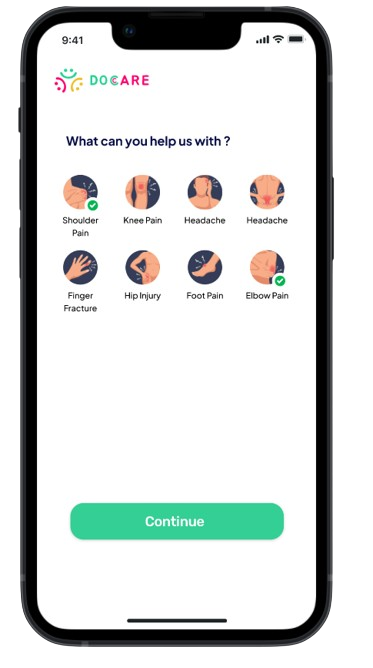 9:41
DOCCARE
What can you help us with ?
Shoulder Pain
Knee Pain
Headache
Headache
Finger Fracture
Hip Injury
Foot Pain
Elbow Pain
Continue